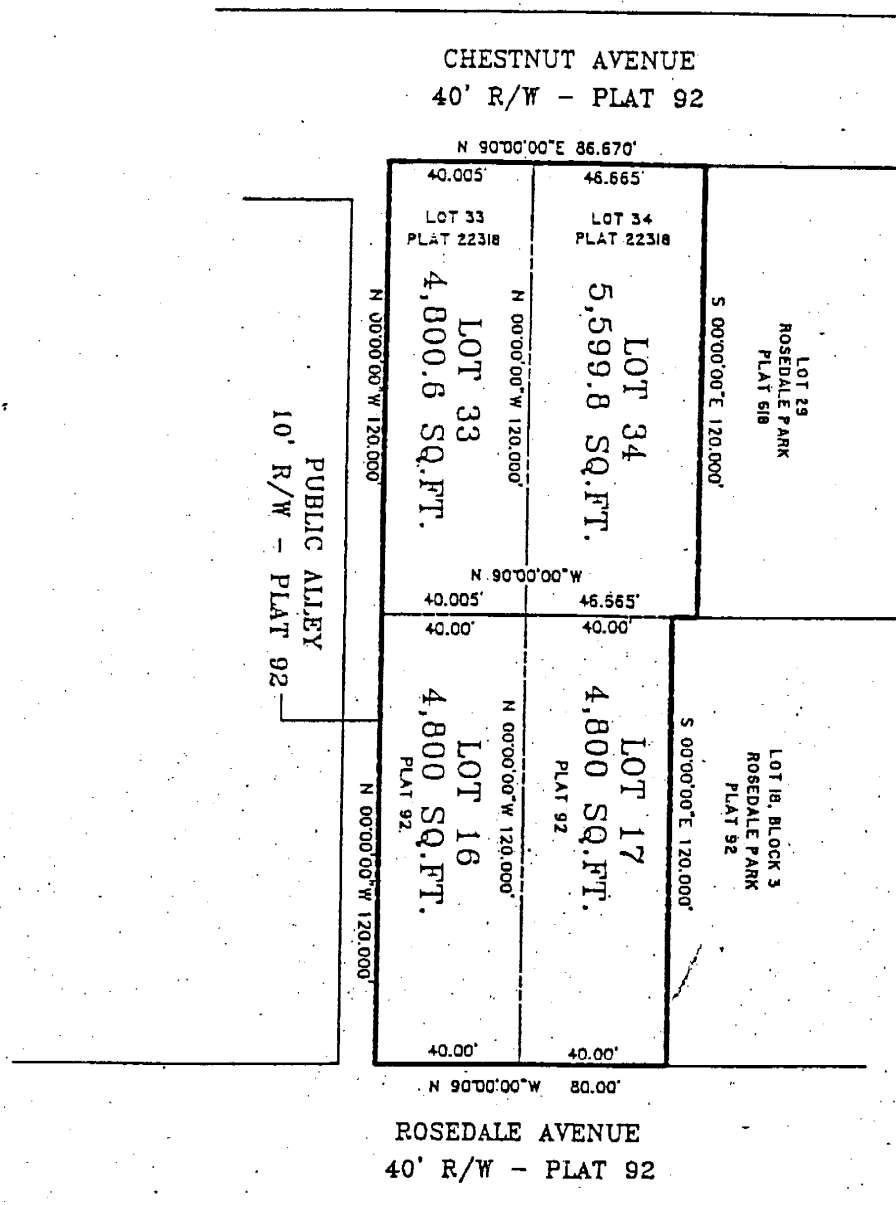 CHESTNUT AVENUE
40' R/W - PLAT 92
N 90°00'00"E 86.670'
40.005'
46.665'
LOT 33
PLAT 22318
LOT 34
PLAT 22318
N 00°00'00"W 120.000'
LOT 33
4,800.6 SQ.FT.
N 00°00'00"W 120.000'
LOT 34
5,599.8 SQ.FT.
S 00°00'00"E 120.000'
LOT 29
ROSEDALE PARK
PLAT 618
PUBLIC ALLEY
10' R/W - PLAT 92
N 90°00'00"W
40.005'
46.665'
40.00'
40.00'
N 00°00'00"W 120.000'
LOT 16
4,800 SQ.FT.
PLAT 92
N 00°00'00"W 120.000'
LOT 17
4,800 SQ.FT.
PLAT 92
S 00°00'00"E 120.000'
LOT 18, BLOCK 3
ROSEDALE PARK
PLAT 92
40.00'
40.00'
N 90°00'00"W 80.00'
ROSEDALE AVENUE
40' R/W - PLAT 92